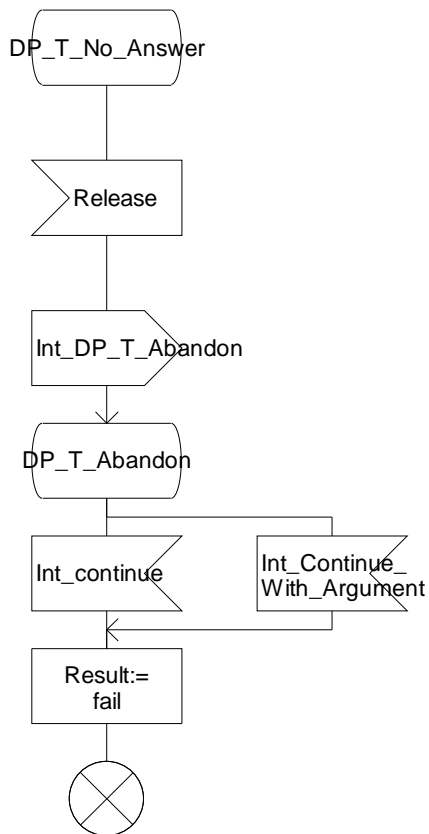 DP_T_No_Answer
Release
Int_DP_T_Abandon
DP_T_Abandon
Int_continue
Int_Continue_
With_Argument
Result:=
fail